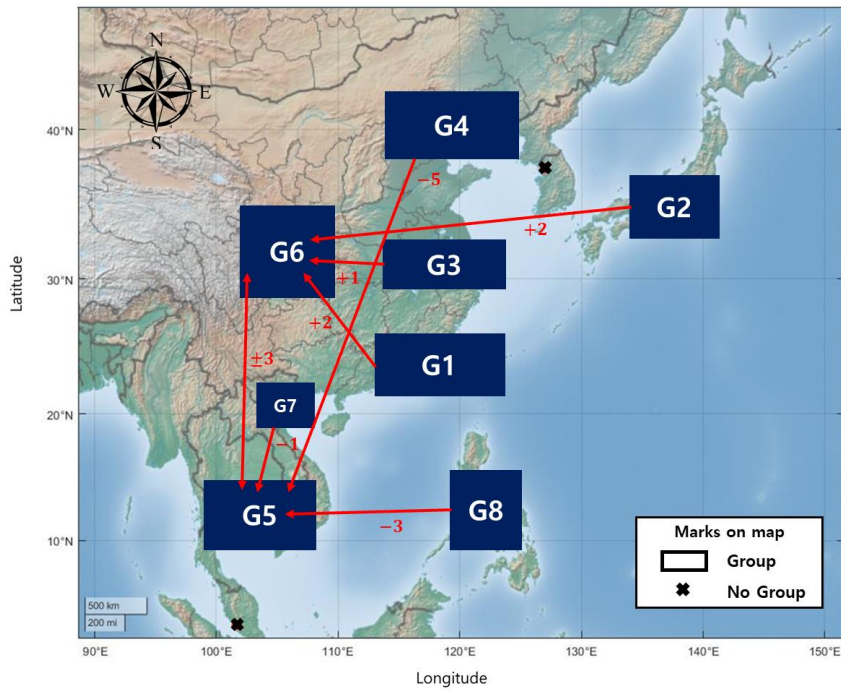 N
W E
S
G4
40°N
−5
G2
+2
G6
G3
30°N
+1
+2
Latitude
G1
±3
G7
20°N
−1
G5
G8
−3
10°N
Marks on map
Group
No Group
500 km
200 mi
90°E 100°E 110°E 120°E 130°E 140°E 150°E
Longitude